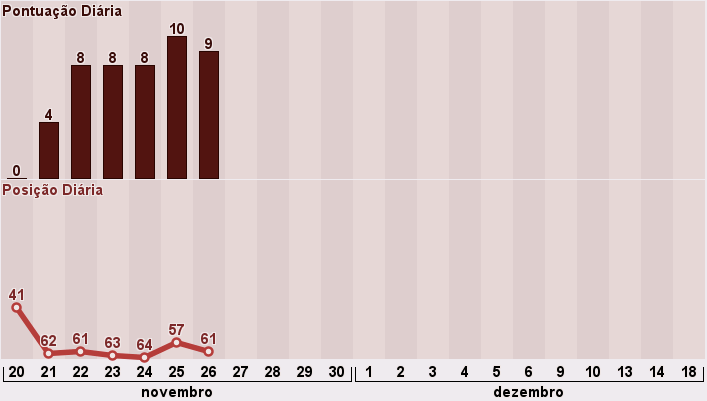 Pontuação Diária
0 4 8 8 8 10 9
Posição Diária
41 62 61 63 64 57 61
20 21 22 23 24 25 26 27 28 29 30 1 2 3 4 5 6 9 10 13 14 18
novembro dezembro